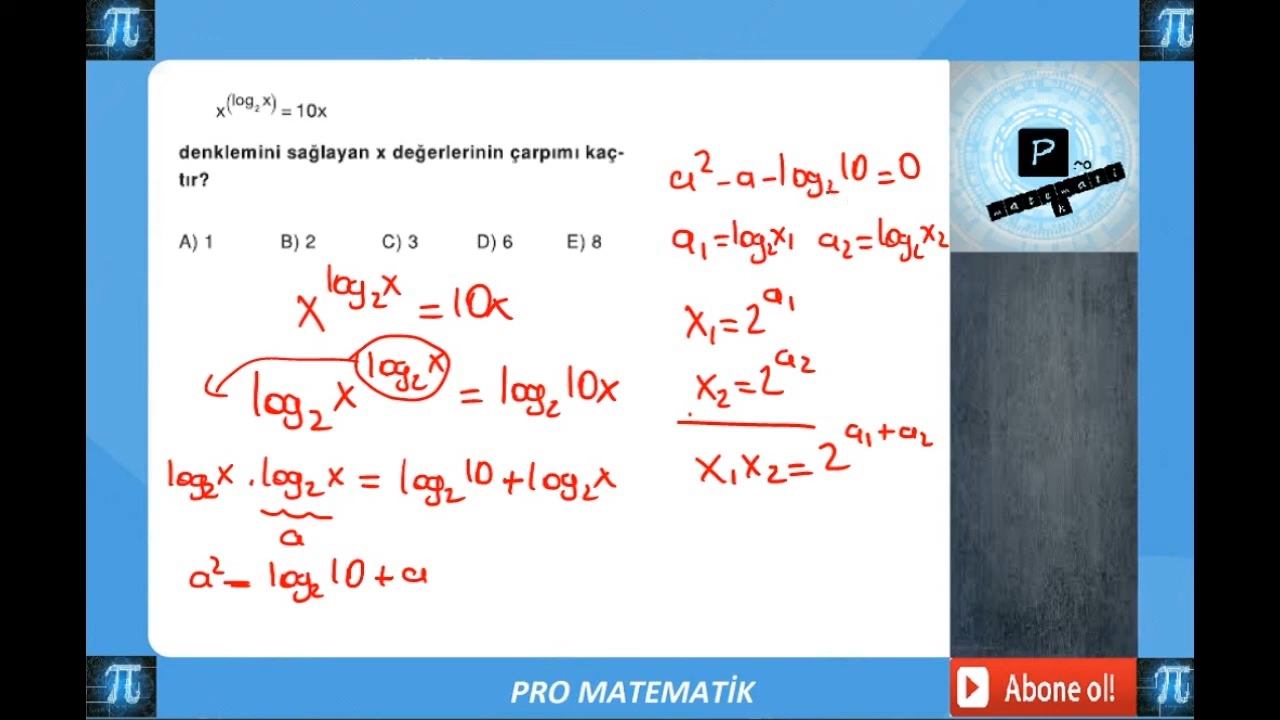 x^(log₂x) = 10x
denklemini sağlayan x değerlerinin çarpımı kaç-
tır?
A) 1 B) 2 C) 3 D) 6 E) 8
x^log₂x = 10x
log₂ x^log₂x = log₂10x
log₂x . log₂x = log₂10 + log₂x
a
a² = log₂10 + a
a² - a - log₂10 = 0
a₁ = log₂x₁ a₂ = log₂x₂
x₁ = 2^a₁
x₂ = 2^a₂
x₁x₂ = 2^a₁+a₂
P
matematik
PRO MATEMATİK
Abone ol!
π
π
π
π